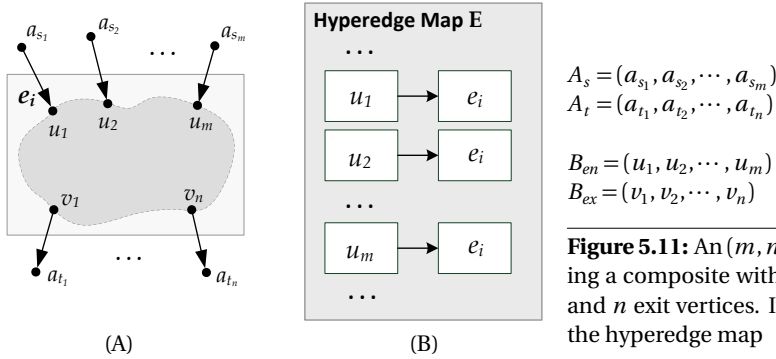 a_{s_1} a_{s_2} ··· a_{s_m}
e_i
u_1 u_2 u_m
v_1 v_n
a_{t_1} ··· a_{t_n}
(A)
Hyperedge Map E
···
u_1 e_i
u_2 e_i
···
u_m e_i
···
(B)
A_s = (a_{s_1}, a_{s_2}, ···, a_{s_m})
A_t = (a_{t_1}, a_{t_2}, ···, a_{t_n})
B_{en} = (u_1, u_2, ···, u_m)
B_{ex} = (v_1, v_2, ···, v_n)
Figure 5.11: An (m, n
ing a composite with
and n exit vertices. I
the hyperedge map